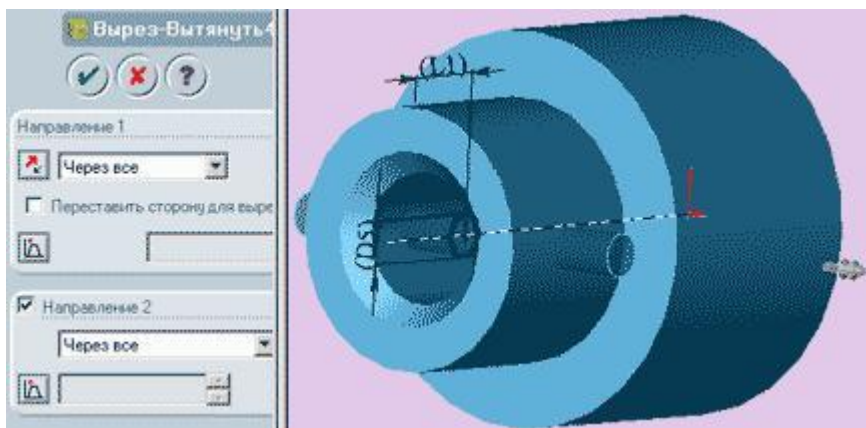 Вырез-Вытянуть
?
Направление 1
Через все
Переставить сторону для выре
Направление 2
Через все